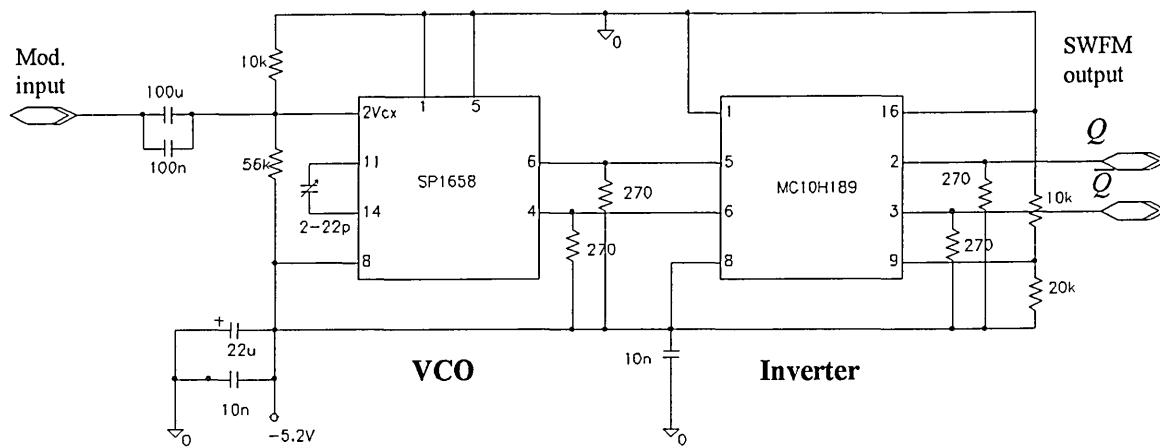 Mod.
input
SWFM
output
10k
100u
100n
56k
2Vcx
1
5
11
14
8
6
4
SP1658
2-22p
270
270
0
1
5
6
8
16
2
3
9
MC10H189
270
270
10k
20k
Q
Q̅
+
22u
10n
0
-5.2V
VCO
10n
0
Inverter